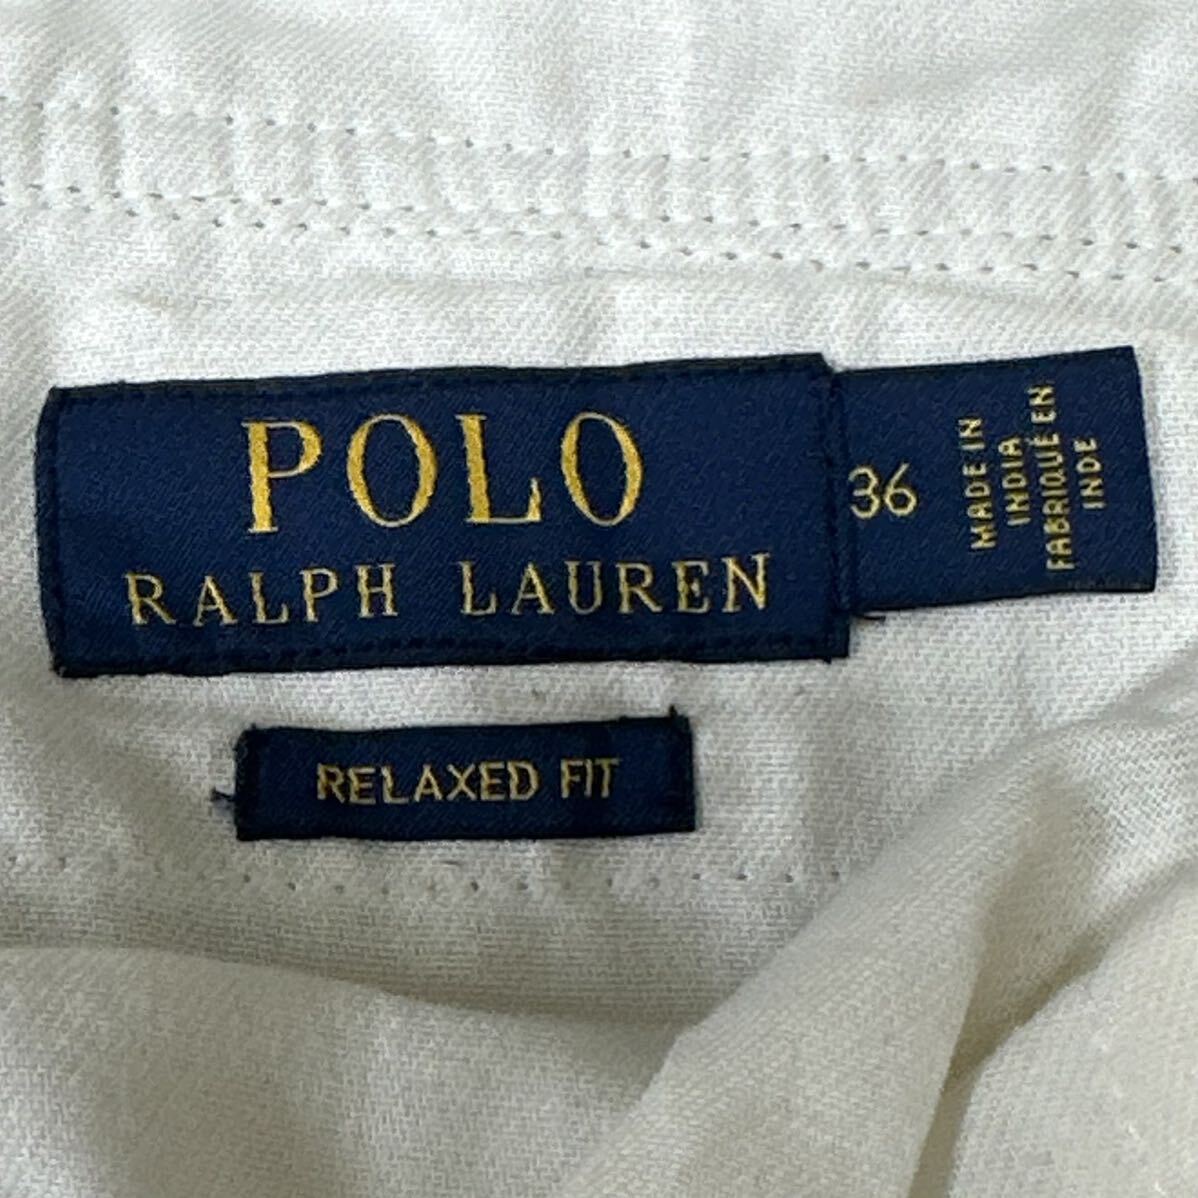 POLO
RALPH LAUREN
36
MADE IN
INDIA
FABRIQUÉ EN
INDE
RELAXED FIT